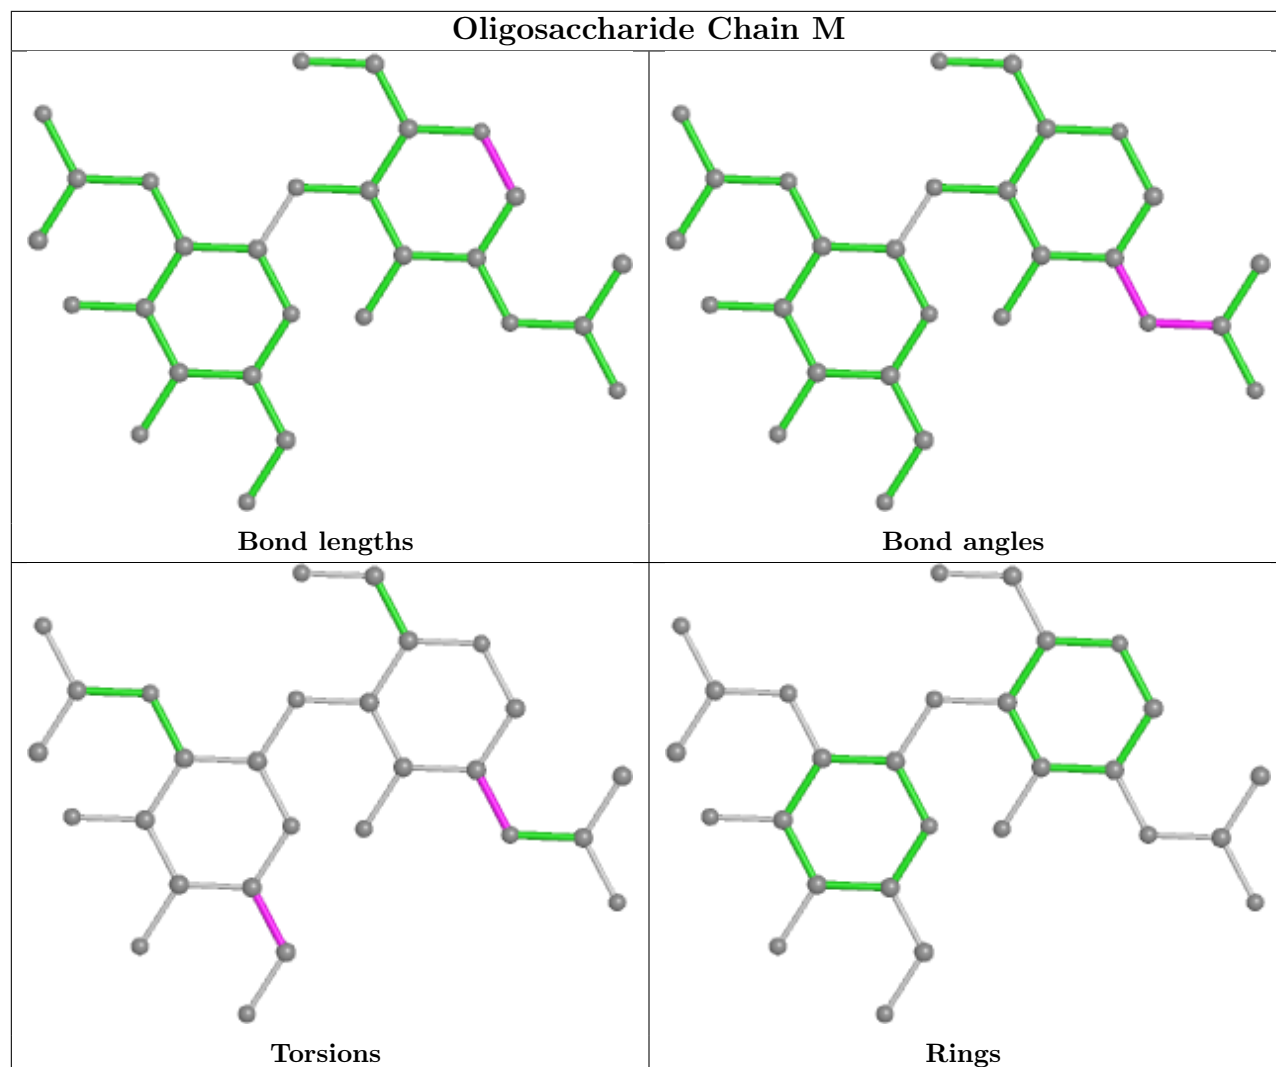 Oligosaccharide Chain M
Bond lengths
Bond angles
Torsions
Rings